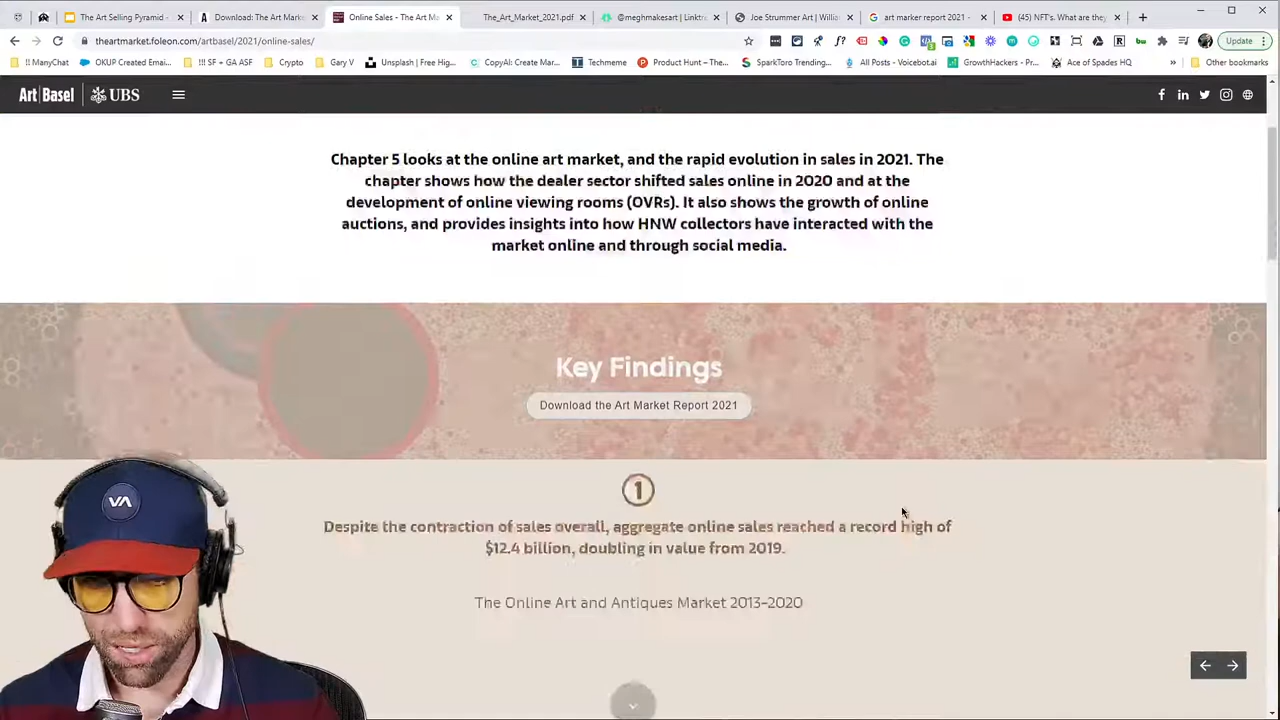 The Art Selling Pyramid -
Download: The Art Market
Online Sales - The Art Ma
The_Art_Market_2021.pdf
@meghmakesart | Linktre
Joe Strummer Art | Willia
art marker report 2021 -
(45) NFT's. What are they
theartmarket.foleon.com/artbasel/2021/online-sales/
Update
!! ManyChat
OKUP Created Email...
!!! SF + GA ASF
Crypto
Gary V
Unsplash | Free Hig...
CopyAI: Create Mar...
Techmeme
Product Hunt – The...
SparkToro Trending...
All Posts - Voicebot.ai
GrowthHackers - Pr...
Ace of Spades HQ
»
Other bookmarks
Art|Basel UBS
Chapter 5 looks at the online art market, and the rapid evolution in sales in 2021. The
chapter shows how the dealer sector shifted sales online in 2020 and at the
development of online viewing rooms (OVRs). It also shows the growth of online
auctions, and provides insights into how HNW collectors have interacted with the
market online and through social media.
Key Findings
Download the Art Market Report 2021
1
Despite the contraction of sales overall, aggregate online sales reached a record high of
$12.4 billion, doubling in value from 2019.
The Online Art and Antiques Market 2013-2020
VA